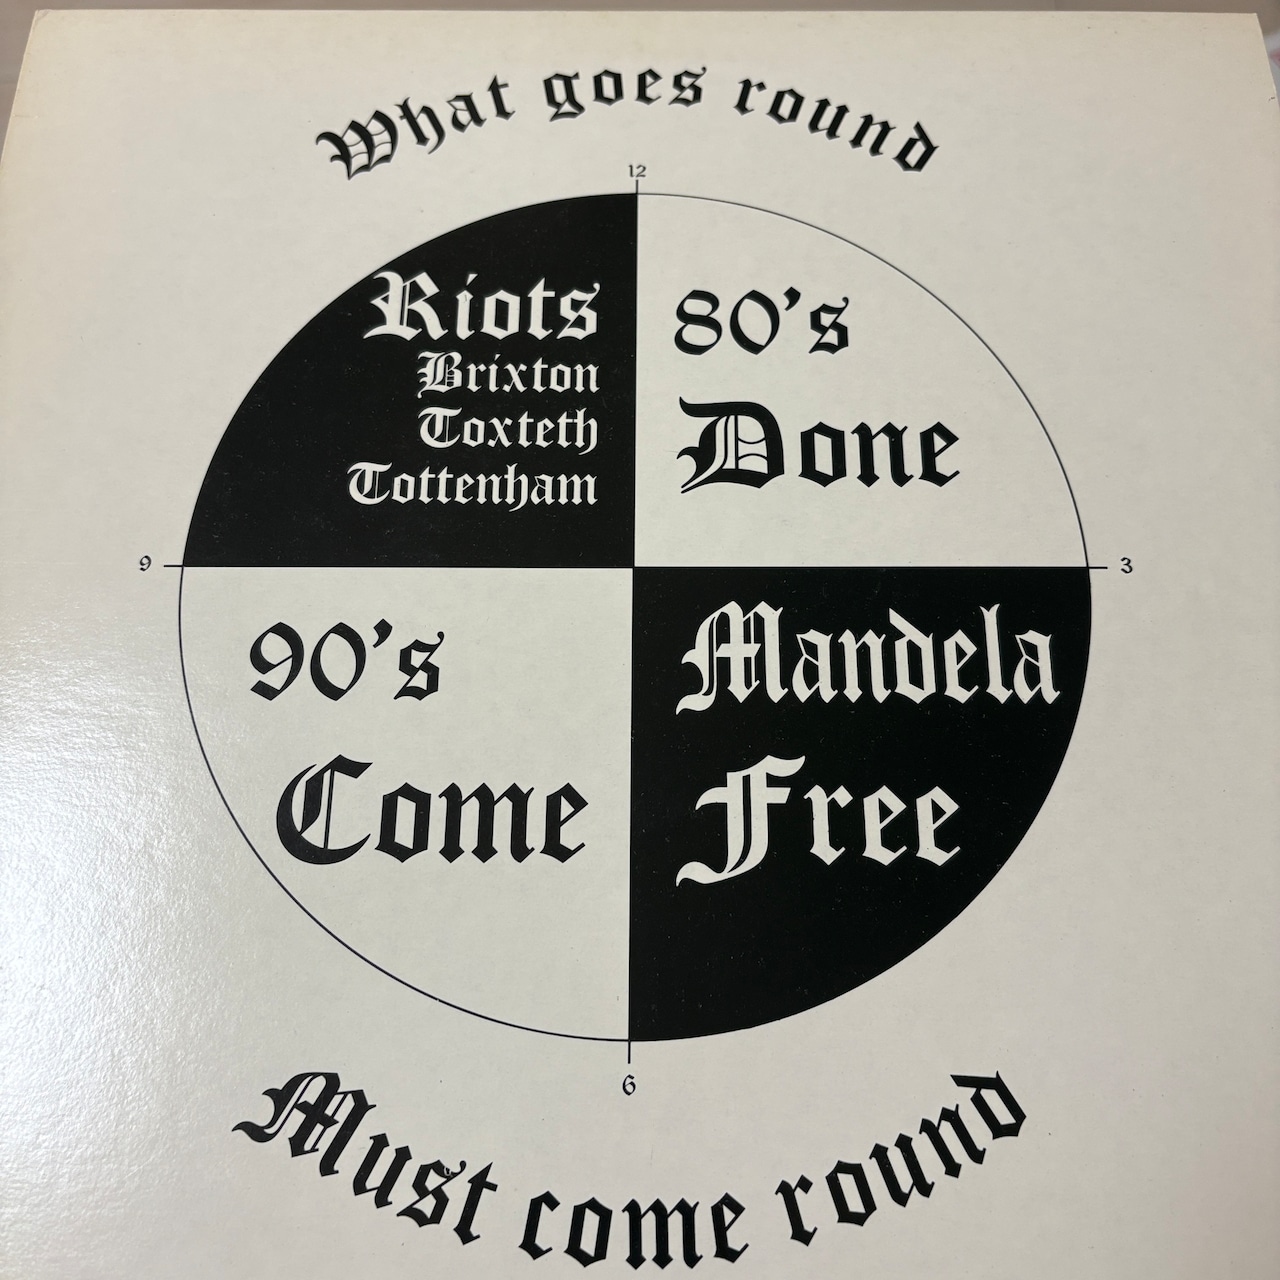 What goes round
12
Riots
Brixton
Toxteth
Tottenham
80's
Done
9
3
90's
Come
Mandela
Free
6
Must come round